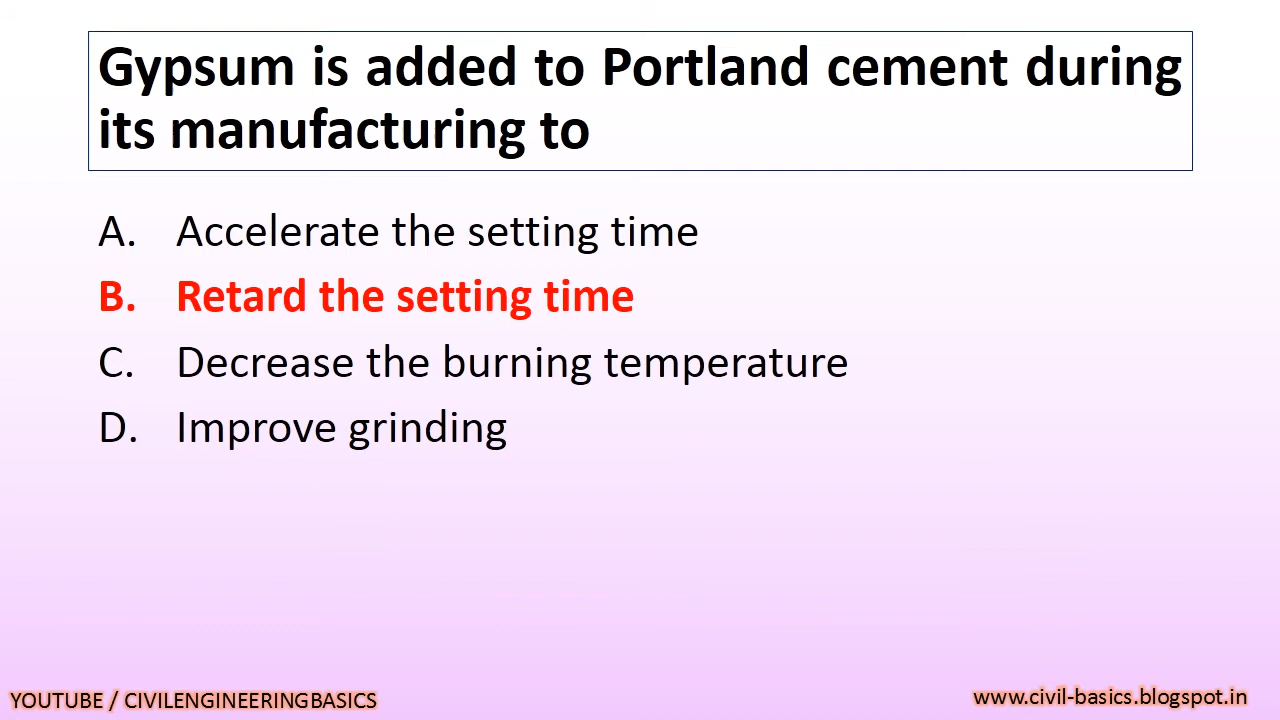 Gypsum is added to Portland cement during
its manufacturing to
A. Accelerate the setting time
B. Retard the setting time
C. Decrease the burning temperature
D. Improve grinding
YOUTUBE / CIVILENGINEERINGBASICS
www.civil-basics.blogspot.in